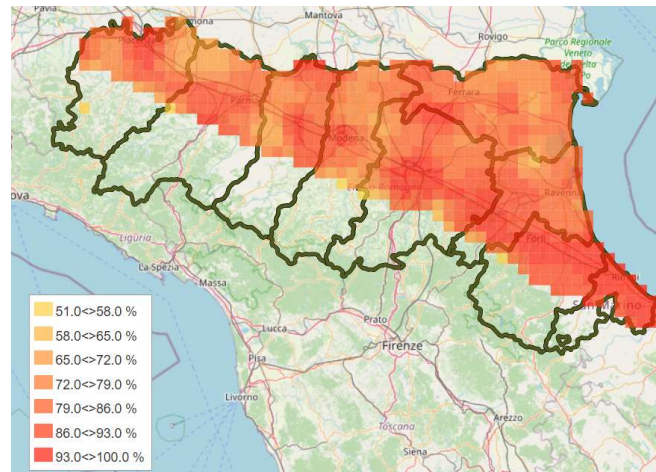 Pavia
Mantova
Rovigo
Parco Regionale
Veneto
Ferrara
Parma
Modena
Ravenna
Forlì
Liguria
La Spezia
Massa
Lucca
Prato
Pisa
Firenze
Livorno
Arezzo
Toscana
Siena
51.0<>58.0 %
58.0<>65.0 %
65.0<>72.0 %
72.0<>79.0 %
79.0<>86.0 %
86.0<>93.0 %
93.0<>100.0 %